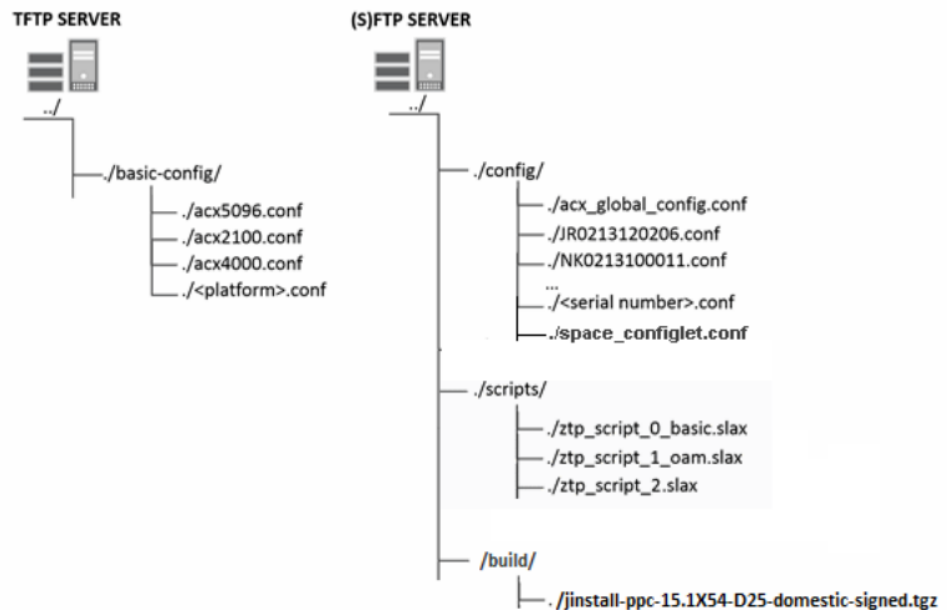 TFTP SERVER
../
./basic-config/
./acx5096.conf
./acx2100.conf
./acx4000.conf
./<platform>.conf
(S)FTP SERVER
../
./config/
./acx_global_config.conf
./JR0213120206.conf
./NK0213100011.conf
...
./<serial number>.conf
./space_configlet.conf
./scripts/
./ztp_script_0_basic.slax
./ztp_script_1_oam.slax
./ztp_script_2.slax
/build/
./jinstall-ppc-15.1X54-D25-domestic-signed.tgz